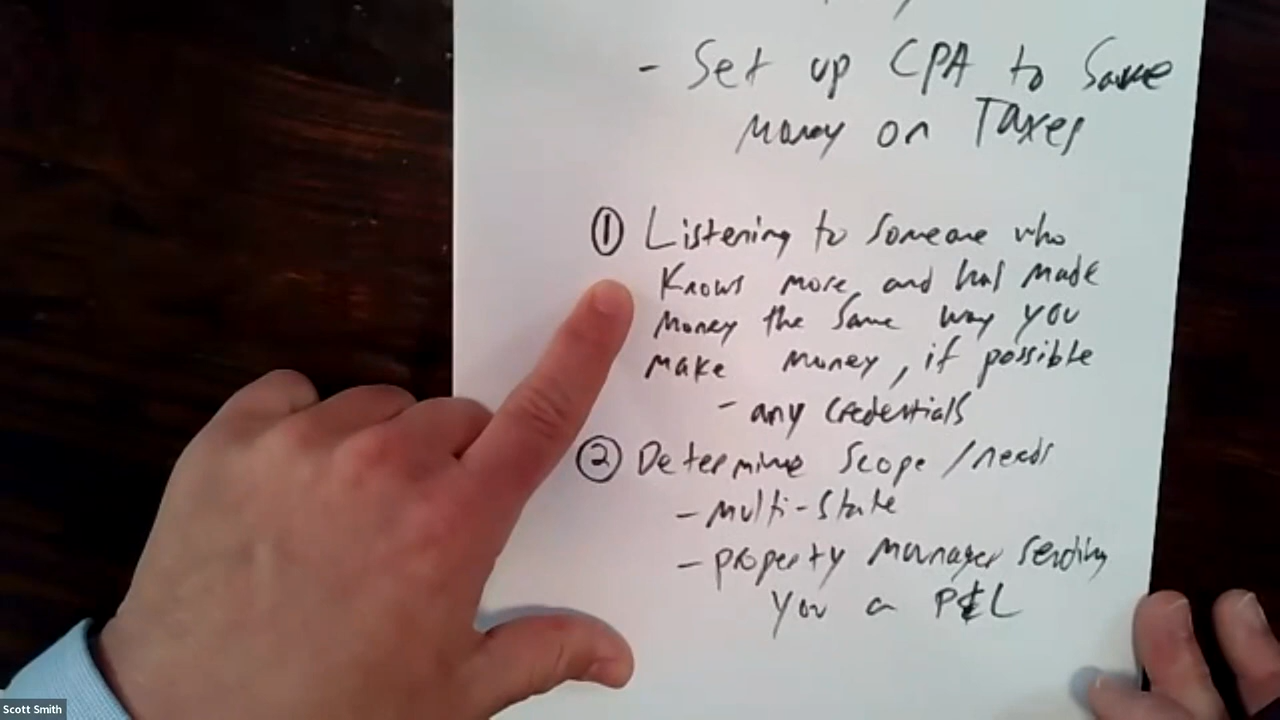 - Set up CPA to Save
money on Taxes
① Listening to someone who
knows more and has made
money the same way you
make money, if possible
- any credentials
② Determine scope / needs
- multi-state
- property manager sending
you a P&L
Scott Smith